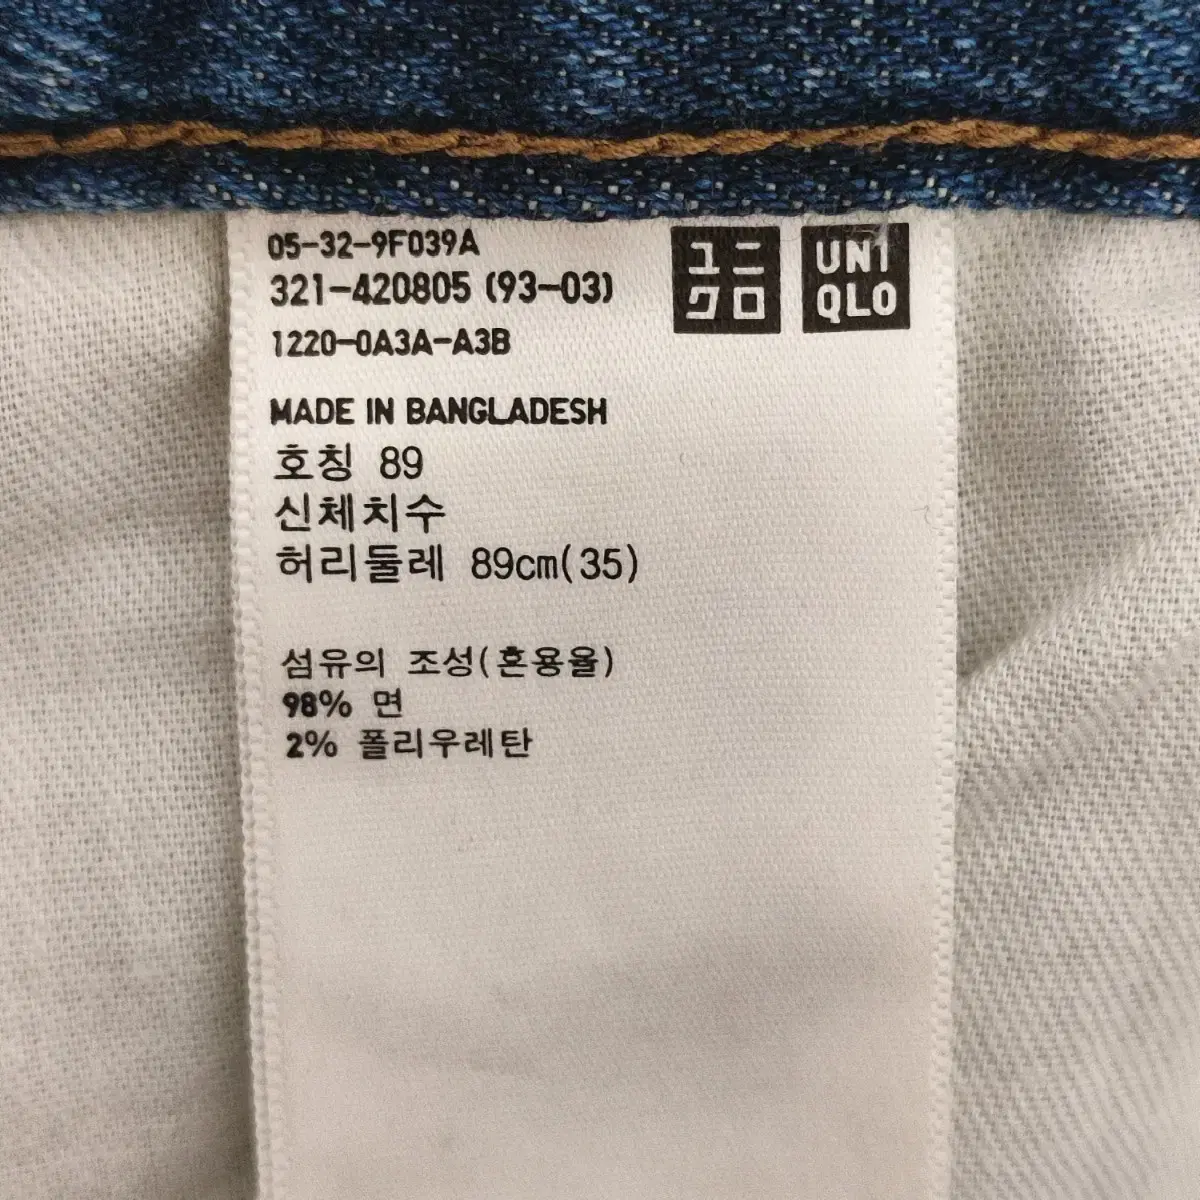 05-32-9F039A
321-420805 (93-03)
1220-0A3A-A3B
ユニ
クロ
UNI
QLO
MADE IN BANGLADESH
호칭 89
신체치수
허리둘레 89cm(35)
섬유의 조성(혼용율)
98% 면
2% 폴리우레탄